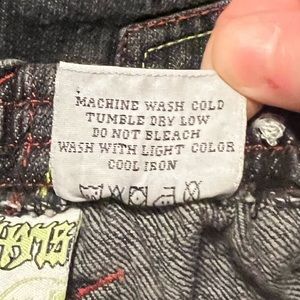 MACHINE WASH COLD
TUMBLE DRY LOW
DO NOT BLEACH
WASH WITH LIGHT COLOR
COOL IRON